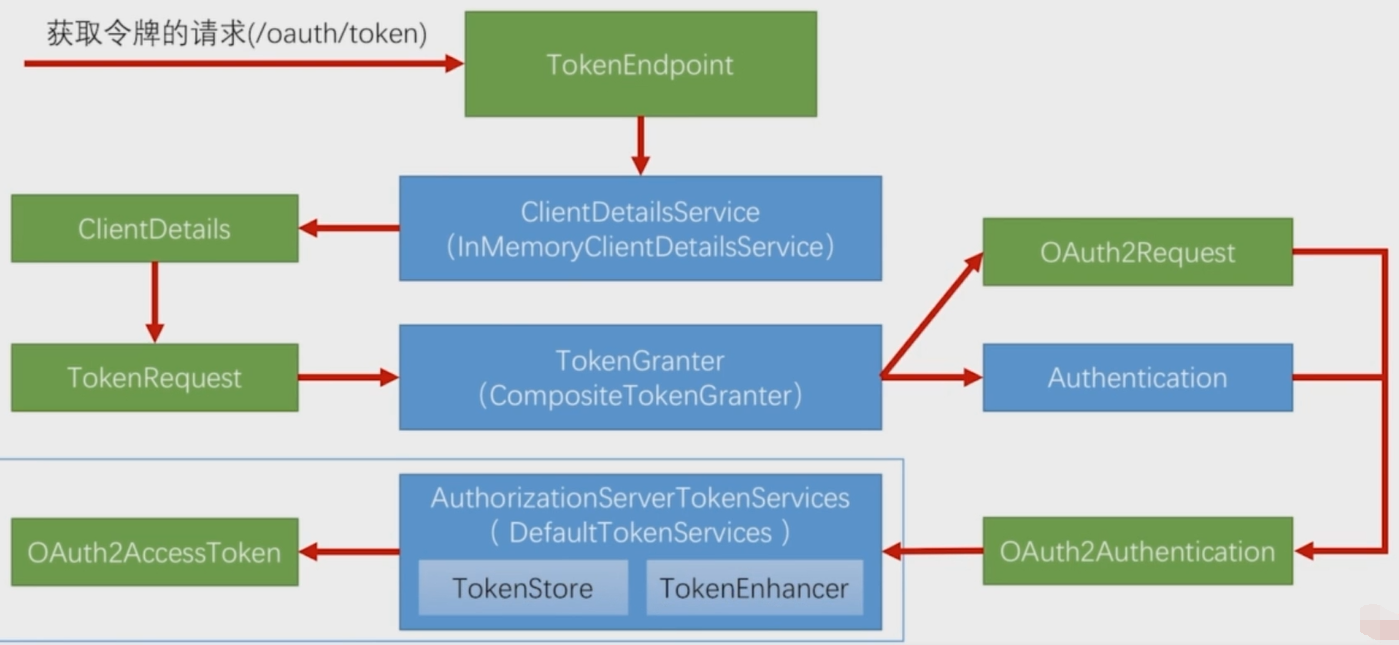 获取令牌的请求(/oauth/token)
TokenEndpoint
ClientDetails
ClientDetailsService
（InMemoryClientDetailsService）
OAuth2Request
TokenRequest
TokenGranter
（CompositeTokenGranter）
Authentication
OAuth2AccessToken
AuthorizationServerTokenServices
（ DefaultTokenServices ）
TokenStore
TokenEnhancer
OAuth2Authentication